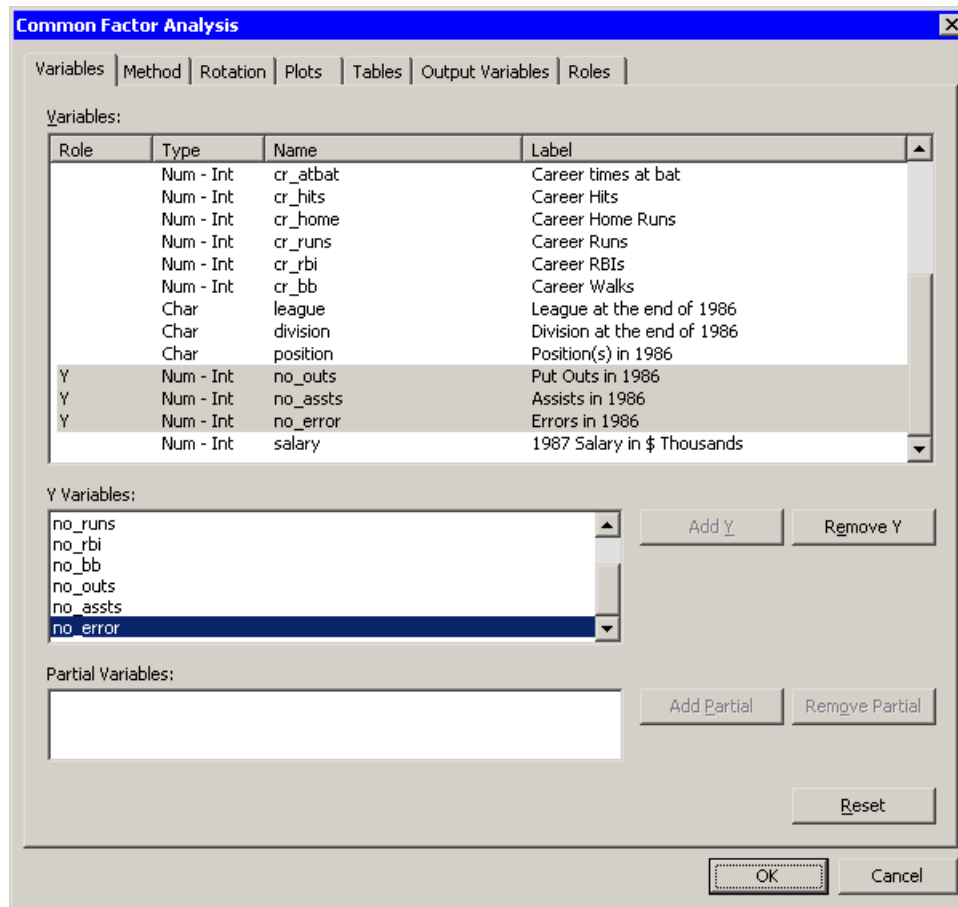 Common Factor Analysis
Variables Method Rotation Plots Tables Output Variables Roles
Variables:
Role Type Name Label
Num - Int cr_atbat Career times at bat
Num - Int cr_hits Career Hits
Num - Int cr_home Career Home Runs
Num - Int cr_runs Career Runs
Num - Int cr_rbi Career RBIs
Num - Int cr_bb Career Walks
Char league League at the end of 1986
Char division Division at the end of 1986
Char position Position(s) in 1986
Y Num - Int no_outs Put Outs in 1986
Y Num - Int no_assts Assists in 1986
Y Num - Int no_error Errors in 1986
Num - Int salary 1987 Salary in $ Thousands
Y Variables:
no_runs
Add Y Remove Y
no_rbi
no_bb
no_outs
no_assts
no_error
Partial Variables:
Add Partial Remove Partial
Reset
OK Cancel